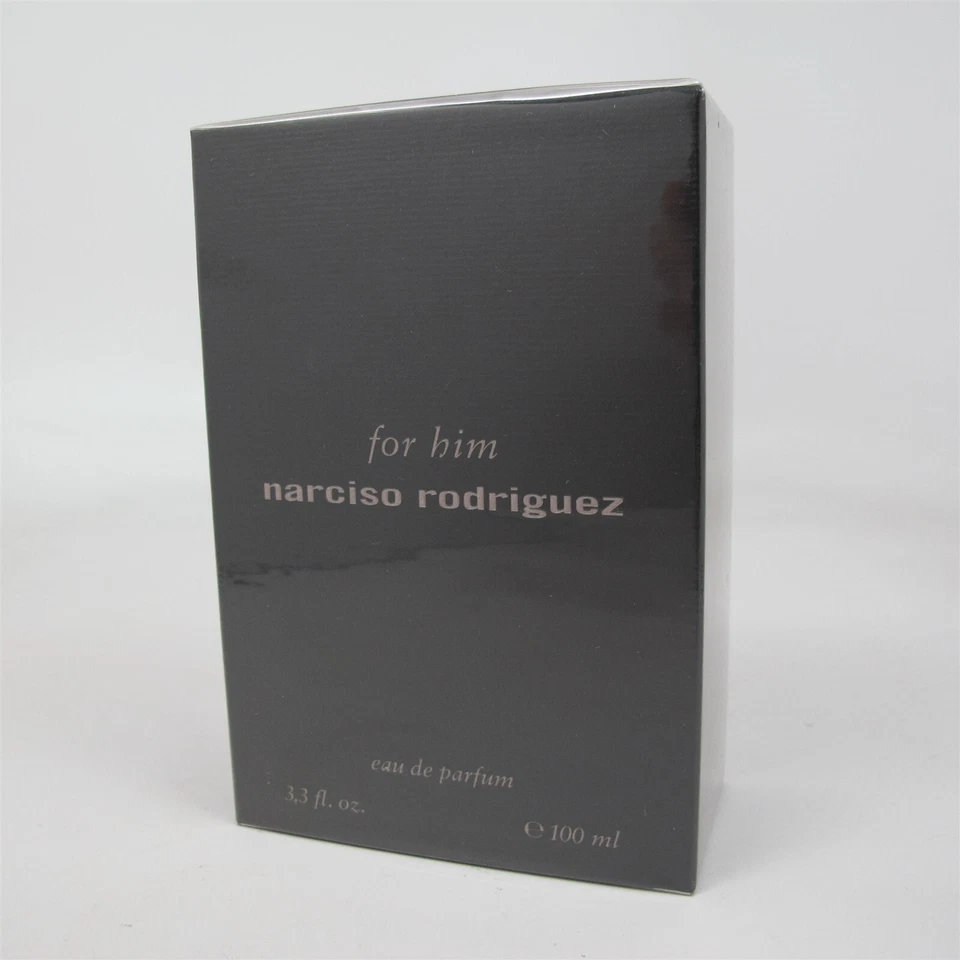 for him
narciso rodriguez
eau de parfum
3,3 fl. oz.
℮ 100 ml